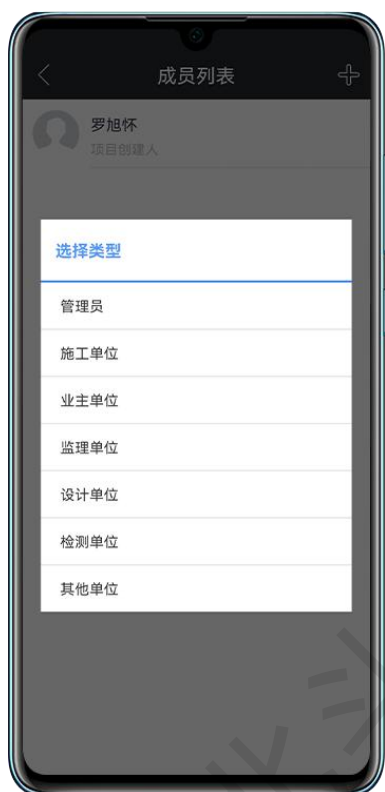 成员列表
罗旭怀
项目创建人
选择类型
管理员
施工单位
业主单位
监理单位
设计单位
检测单位
其他单位